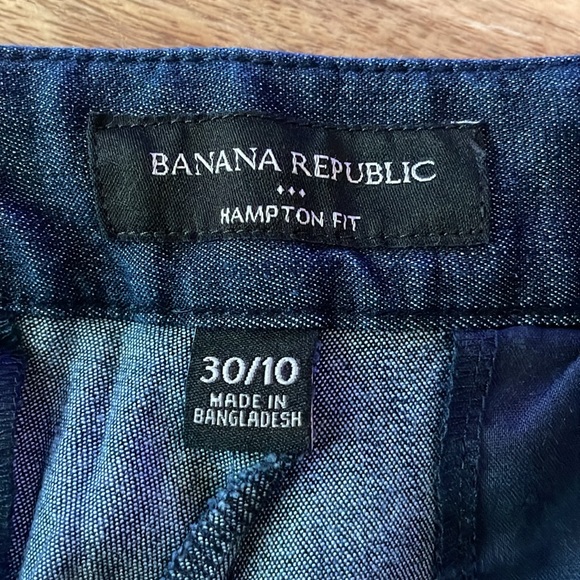 BANANA REPUBLIC
HAMPTON FIT
30/10
MADE IN
BANGLADESH